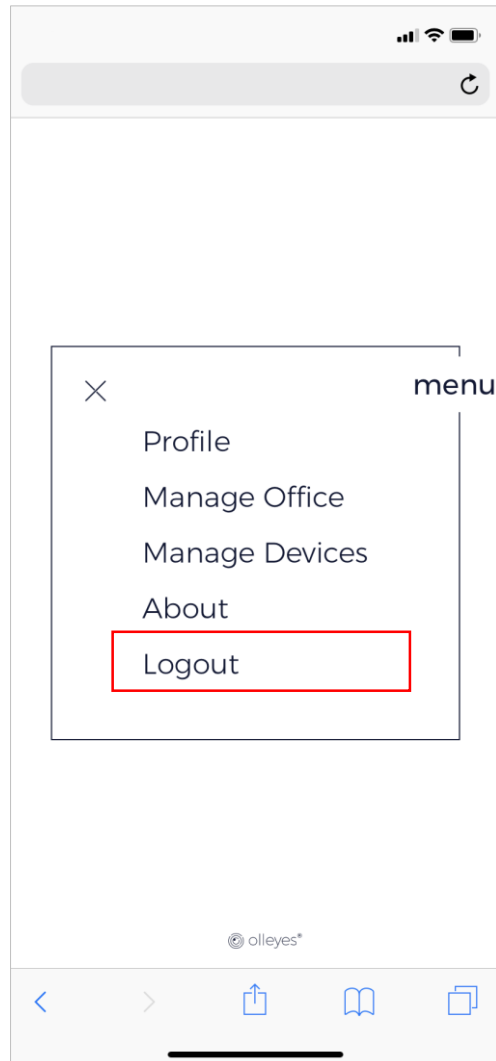 menu
Profile
Manage Office
Manage Devices
About
Logout
olleyes®